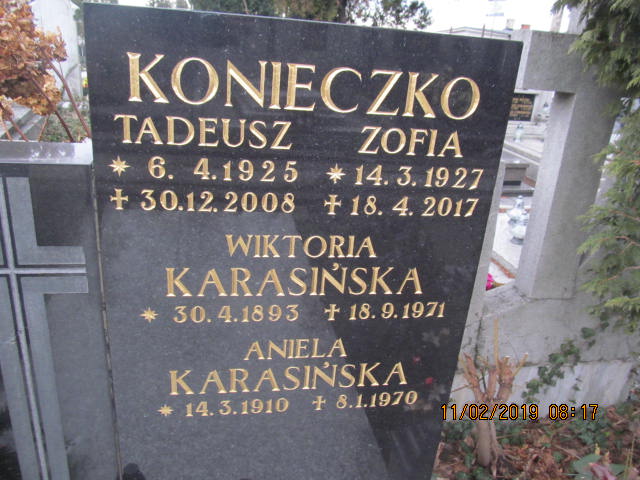 KONIECZKO
TADEUSZ ZOFIA
* 6. 4.1925 * 14. 3.1927
✝ 30.12.2008 ✝ 18. 4. 2017
WIKTORIA
KARASIŃSKA
* 30. 4.1893 ✝ 18.9.1971
ANIELA
KARASIŃSKA
* 14. 3.1910 ✝ 8.1.1970
11/02/2019 08:17